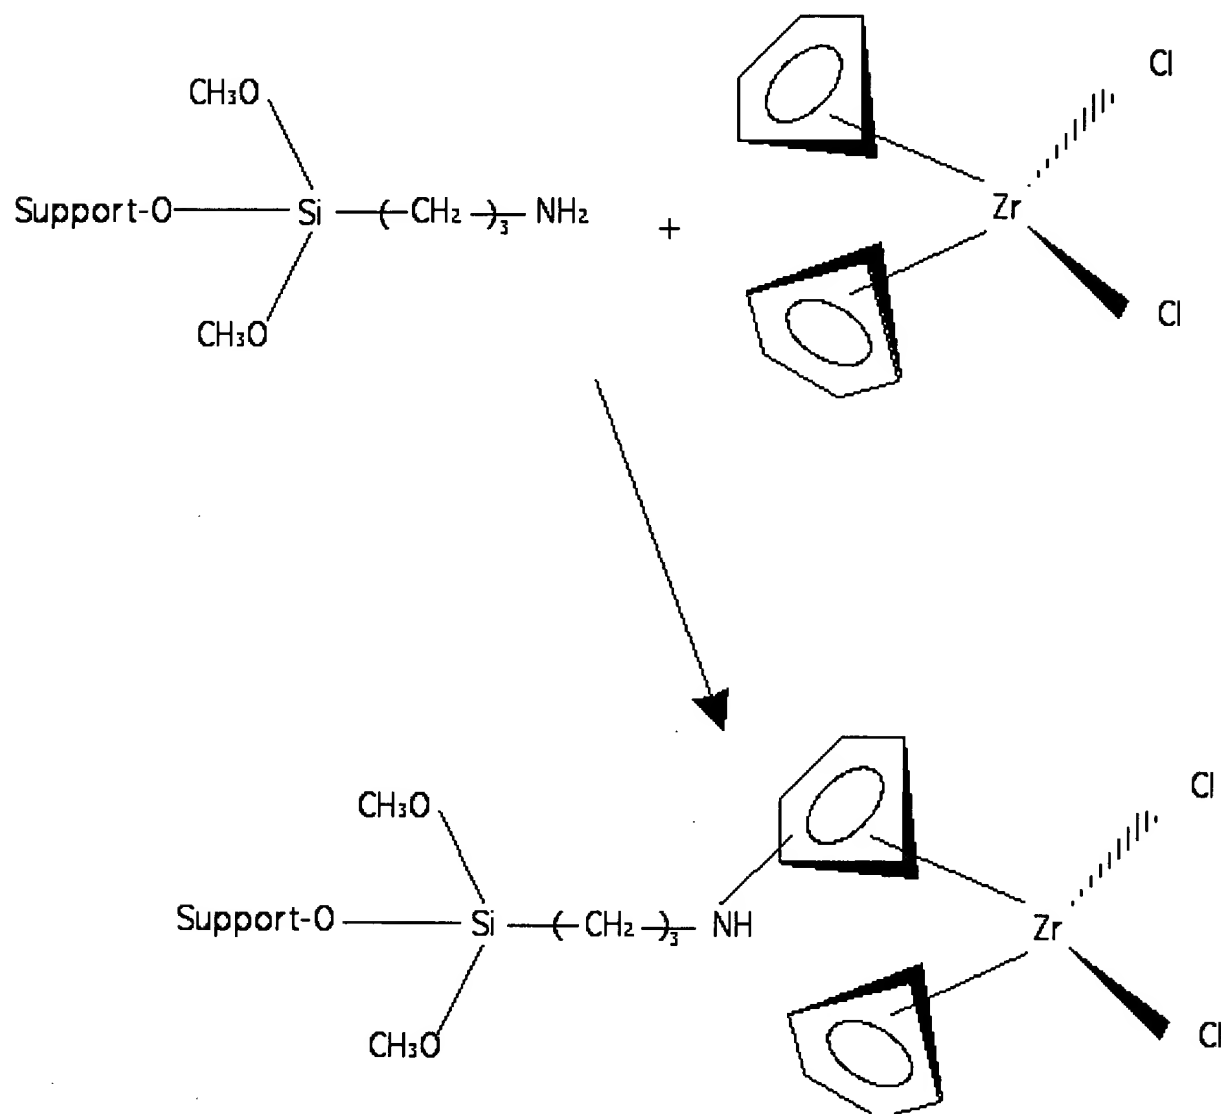 Cl
CH₃O
Support-O Si (CH₂)₃ NH₂ + Zr
CH₃O
Cl
Cl
CH₃O
Support-O Si (CH₂)₃ NH Zr
CH₃O
Cl